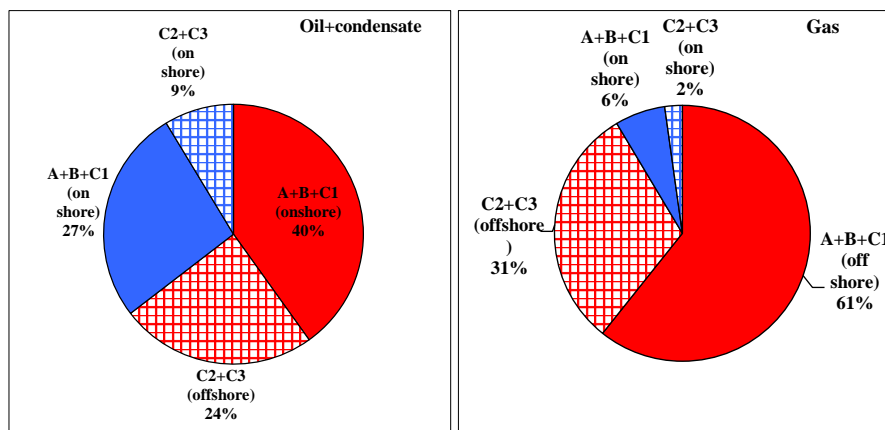 Oil+condensate
C2+C3
(on
shore)
9%
A+B+C1
(on
shore)
27%
A+B+C1
(onshore)
40%
C2+C3
(offshore)
24%
Gas
A+B+C1
(on
shore)
6%
C2+C3
(on
shore)
2%
C2+C3
(offshore
)
31%
A+B+C1
(off
shore)
61%